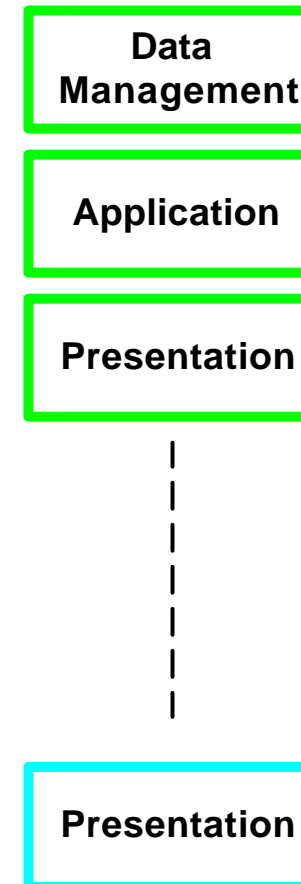 Data
Management
Application
Presentation
Presentation